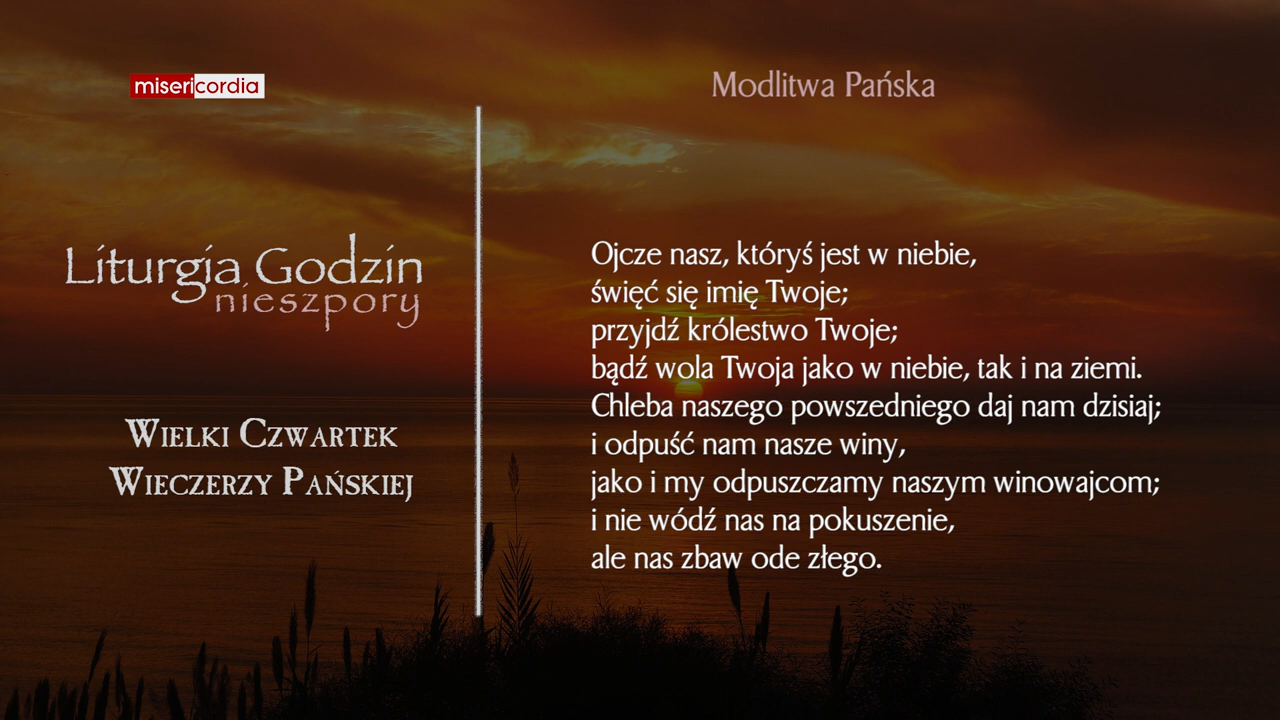 misericordia
Liturgia Godzin
nieszpory
Wielki Czwartek
Wieczerzy Pańskiej
Modlitwa Pańska
Ojcze nasz, któryś jest w niebie,
święć się imię Twoje;
przyjdź królestwo Twoje;
bądź wola Twoja jako w niebie, tak i na ziemi.
Chleba naszego powszedniego daj nam dzisiaj;
i odpuść nam nasze winy,
jako i my odpuszczamy naszym winowajcom;
i nie wódź nas na pokuszenie,
ale nas zbaw ode złego.